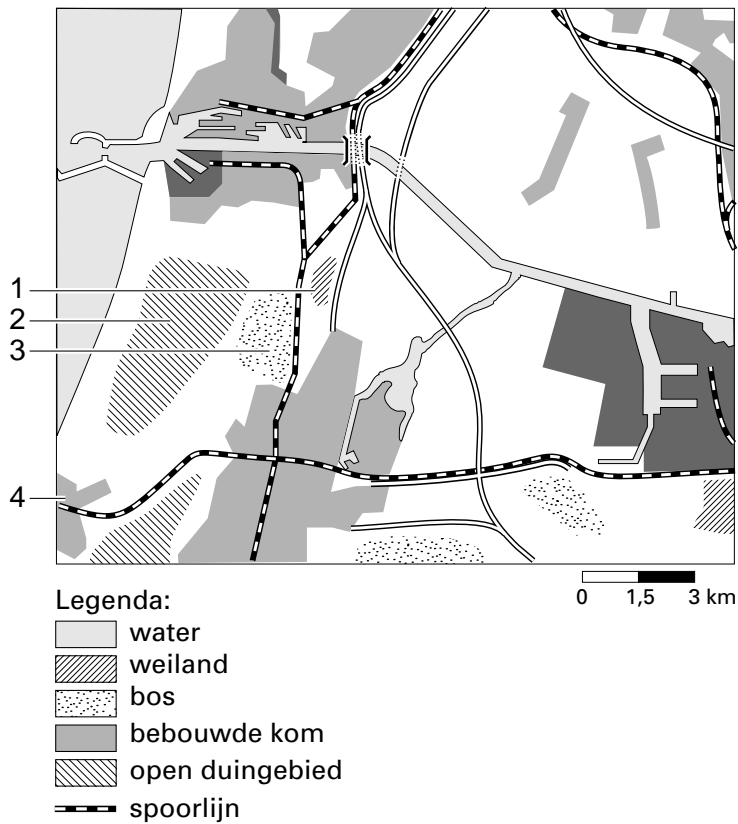 1
2
3
4
0 1,5 3 km
Legenda:
water
weiland
bos
bebouwde kom
open duingebied
spoorlijn